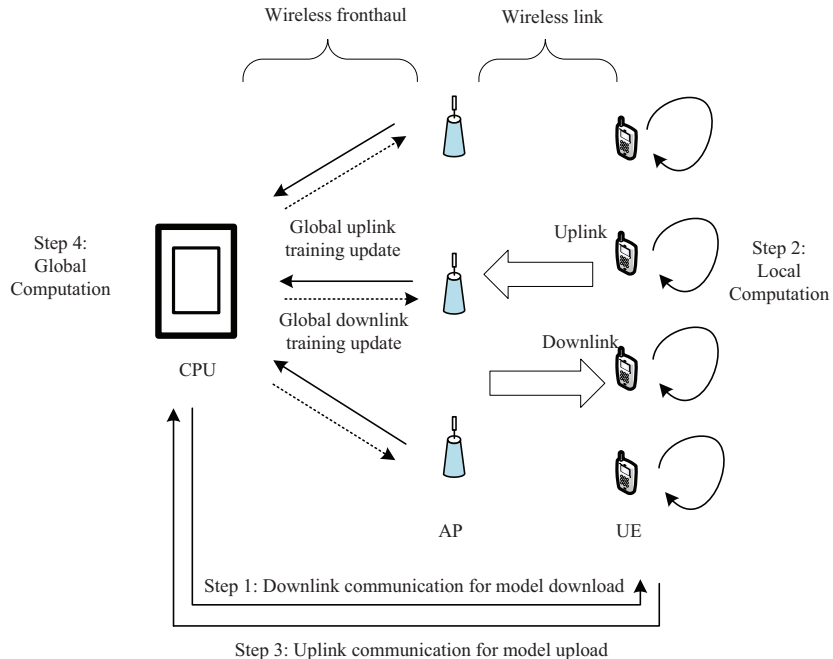 Wireless fronthaul
Wireless link
Global uplink
training update
Uplink
Step 4:
Global
Computation
Step 2:
Local
Computation
Global downlink
training update
Downlink
CPU
AP
UE
Step 1: Downlink communication for model download
Step 3: Uplink communication for model upload